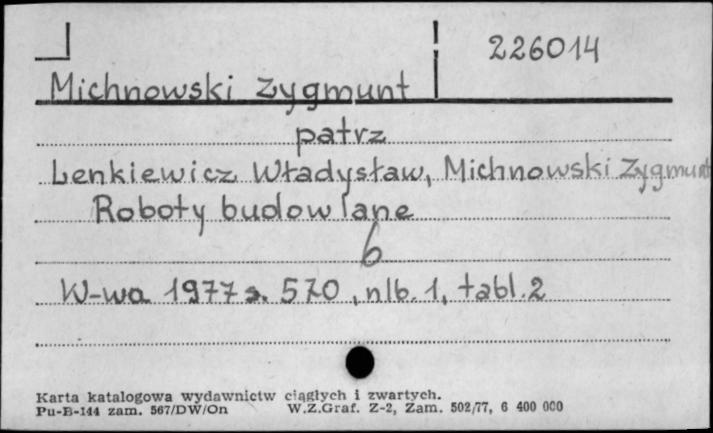 226014
Michnowski Zygmunt
patrz
Lenkiewicz Władysław, Michnowski Zygmunt
Roboty budowlane
6
W-wa 1977 s. 570, nlb. 1, tabl. 2
Karta katalogowa wydawnictw ciągłych i zwartych.
Pu-B-144 zam. 567/DW/On W.Z.Graf. Z-2, Zam. 502/77, 6 400 000